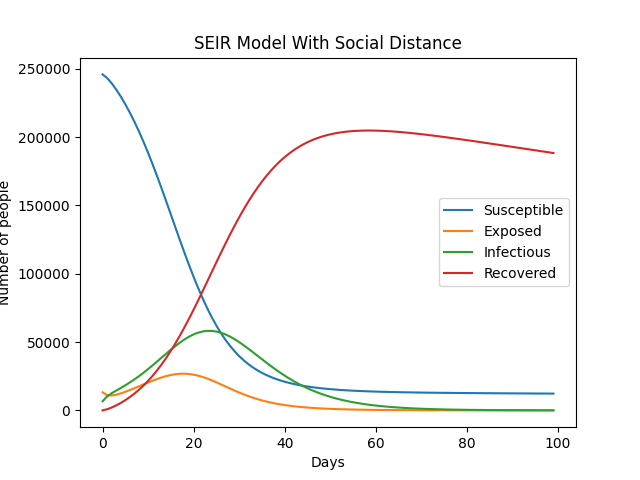 SEIR Model With Social Distance
Number of people
250000
200000
150000
100000
50000
0
Susceptible
Exposed
Infectious
Recovered
0 20 40 60 80 100
Days